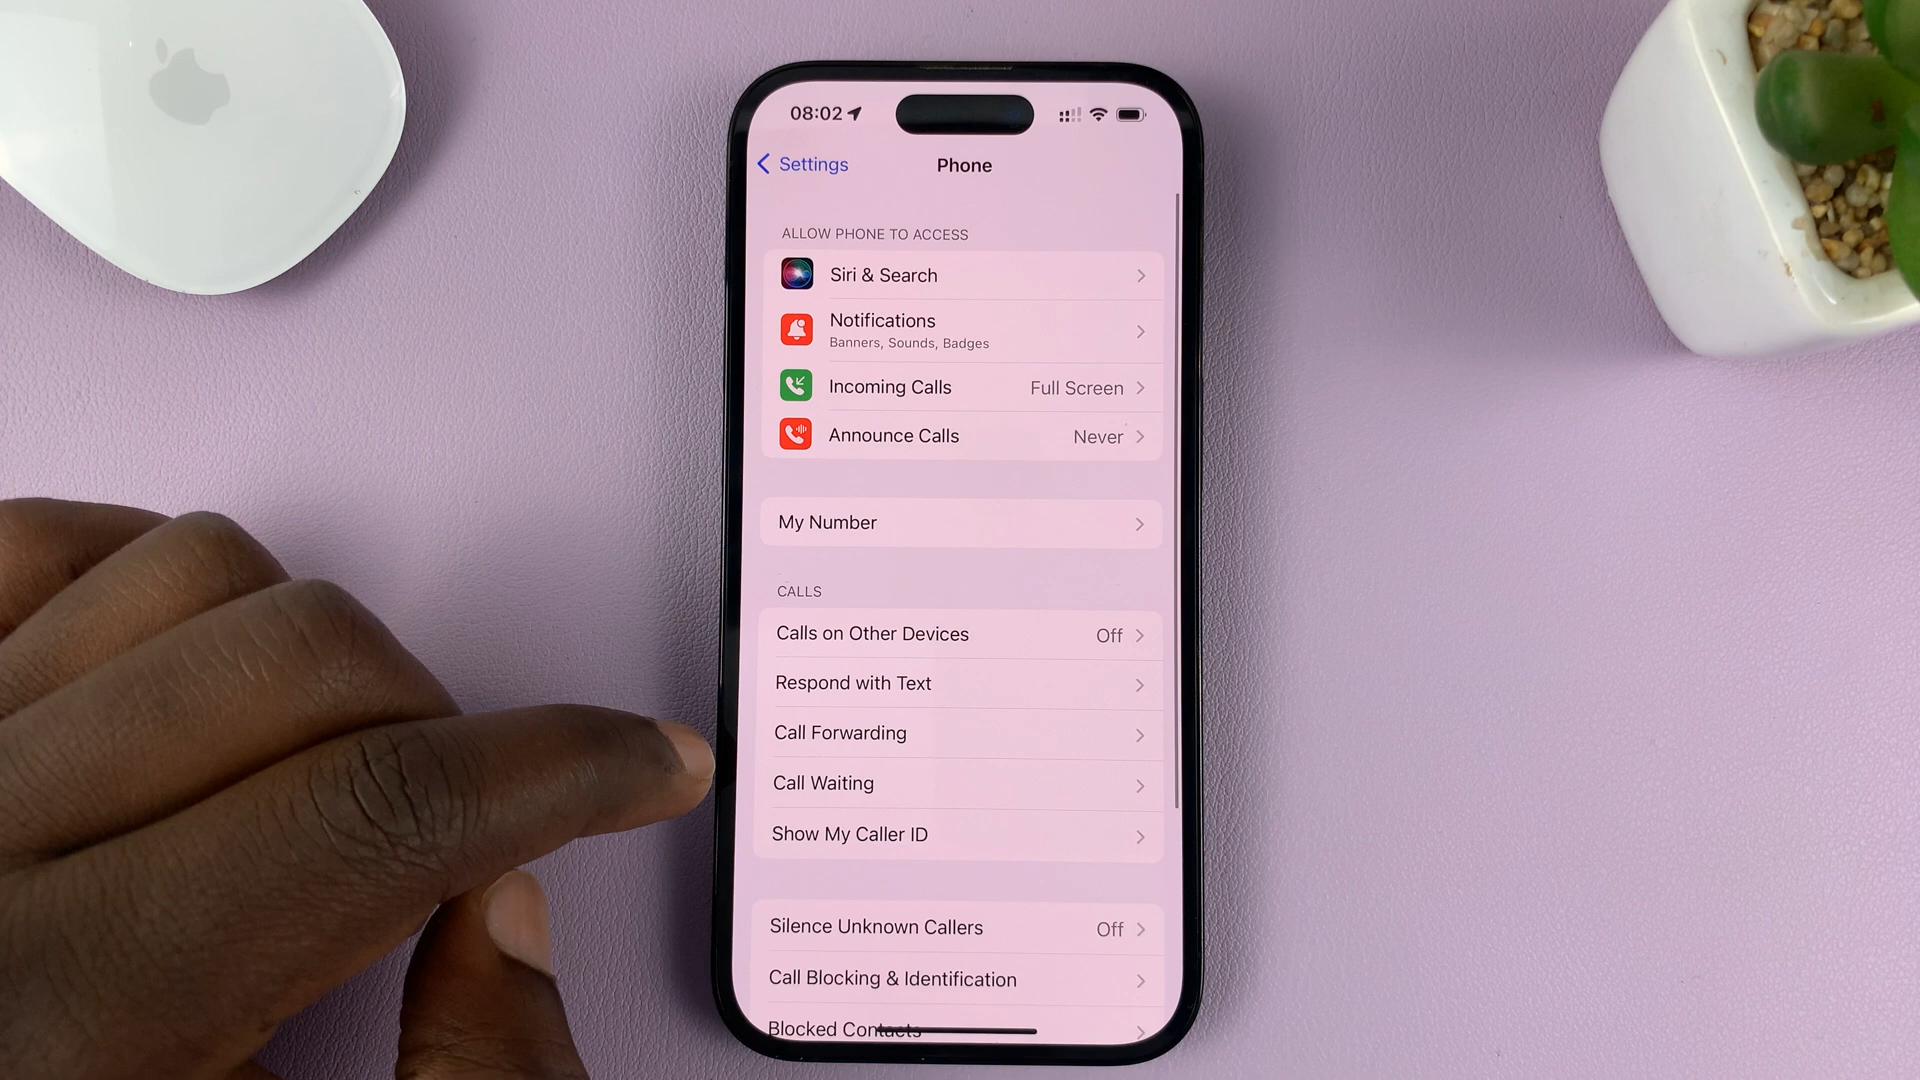 08:02
Settings
Phone
ALLOW PHONE TO ACCESS
Siri & Search
Notifications
Banners, Sounds, Badges
Incoming Calls Full Screen
Announce Calls Never
My Number
CALLS
Calls on Other Devices Off
Respond with Text
Call Forwarding
Call Waiting
Show My Caller ID
Silence Unknown Callers Off
Call Blocking & Identification
Blocked Contacts